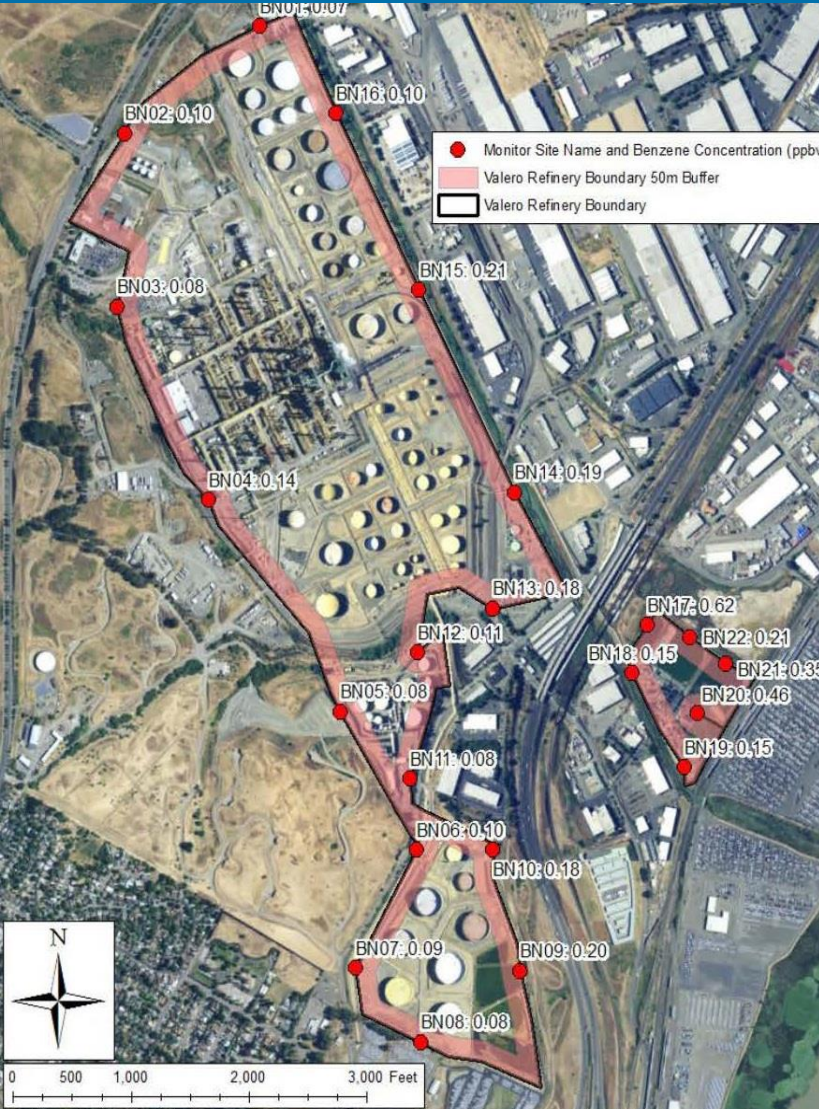 BN01: 0.07
BN16: 0.10
BN02: 0.10
Monitor Site Name and Benzene Concentration (ppbv
Valero Refinery Boundary 50m Buffer
Valero Refinery Boundary
BN15: 0.21
BN03: 0.08
BN04: 0.14
BN14: 0.19
BN13: 0.18
BN17: 0.62
BN12: 0.11
BN22: 0.21
BN18: 0.15
BN21: 0.35
BN05: 0.08
BN20: 0.46
BN11: 0.08
BN19: 0.15
BN06: 0.10
BN10: 0.18
N
BN07: 0.09
BN09: 0.20
BN08: 0.08
0 500 1,000 2,000 3,000 Feet